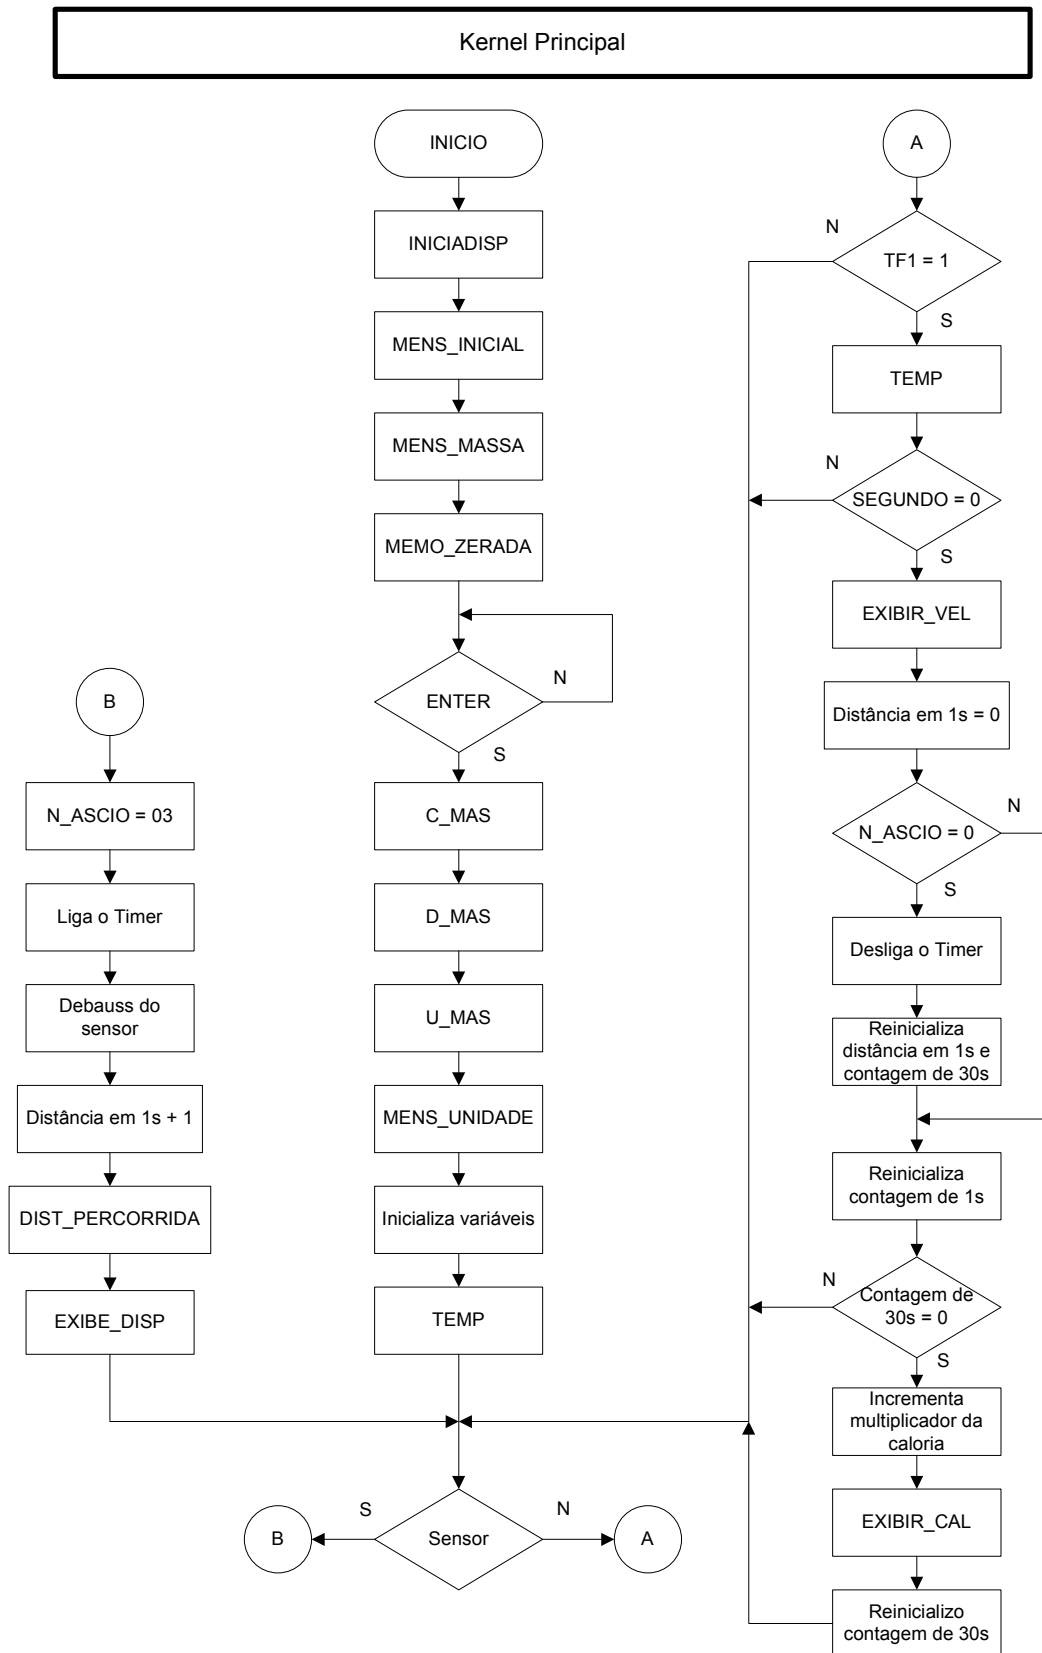 Kernel Principal
INICIO
INICIADISP
MENS_INICIAL
MENS_MASSA
MEMO_ZERADA
ENTER
N
S
C_MAS
D_MAS
U_MAS
MENS_UNIDADE
Inicializa variáveis
TEMP
Sensor
S
N
B
A
B
N_ASCIO = 03
Liga o Timer
Debauss do
sensor
Distância em 1s + 1
DIST_PERCORRIDA
EXIBE_DISP
A
TF1 = 1
N
S
TEMP
SEGUNDO = 0
N
S
EXIBIR_VEL
Distância em 1s = 0
N_ASCIO = 0
N
S
Desliga o Timer
Reinicializa
distância em 1s e
contagem de 30s
Reinicializa
contagem de 1s
Contagem de
30s = 0
N
S
Incrementa
multiplicador da
caloria
EXIBIR_CAL
Reinicializo
contagem de 30s